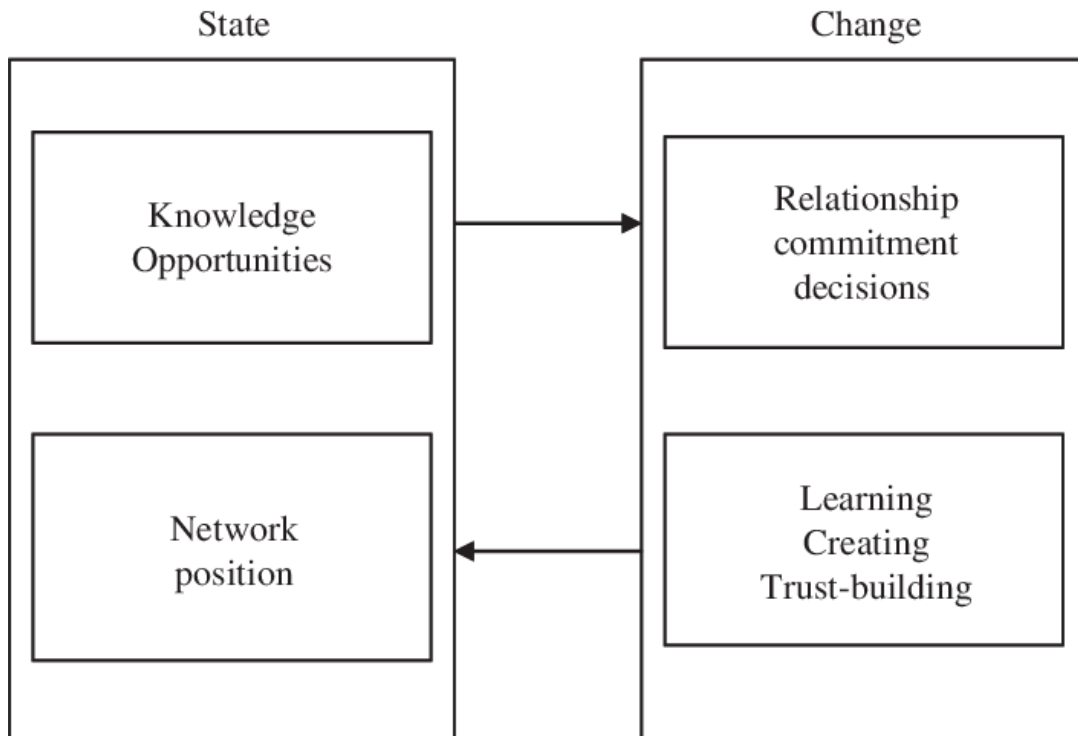 State
Change
Knowledge
Opportunities
Relationship
commitment
decisions
Network
position
Learning
Creating
Trust-building